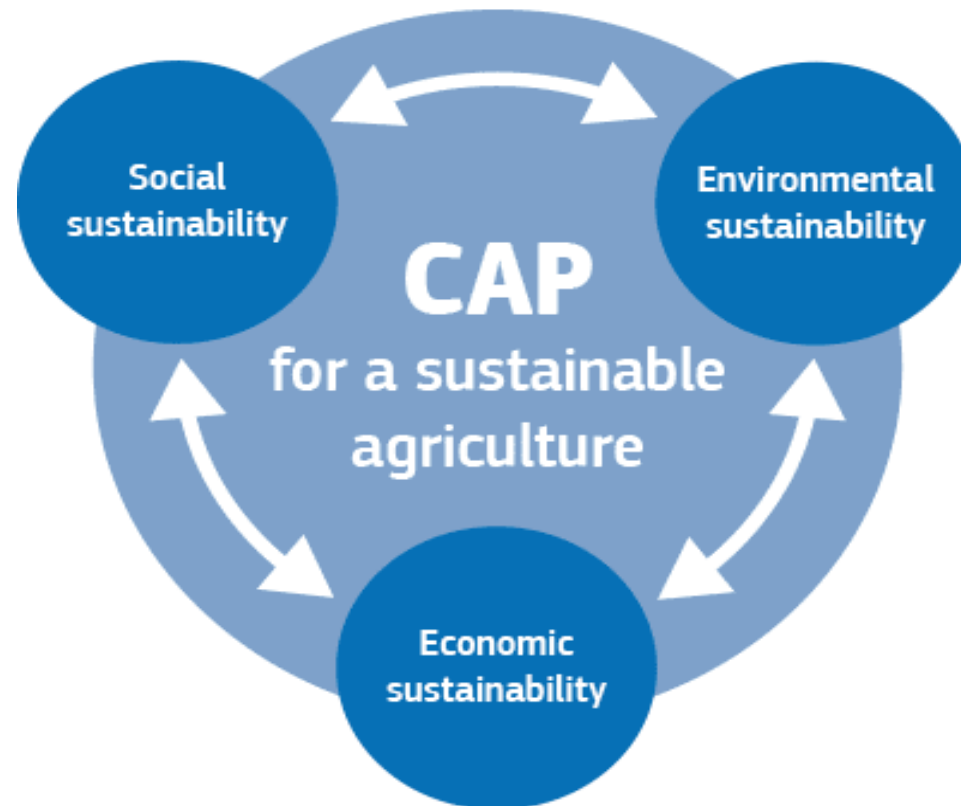 Social
sustainability
Environmental
sustainability
CAP
for a sustainable
agriculture
Economic
sustainability